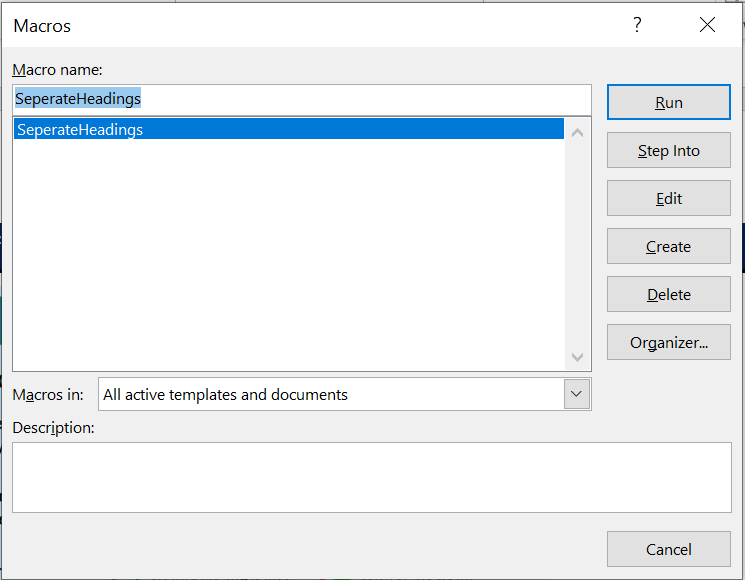 Macros
?
Macro name:
SeperateHeadings
SeperateHeadings
Run
Step Into
Edit
Create
Delete
Organizer...
Macros in:
All active templates and documents
Description:
Cancel